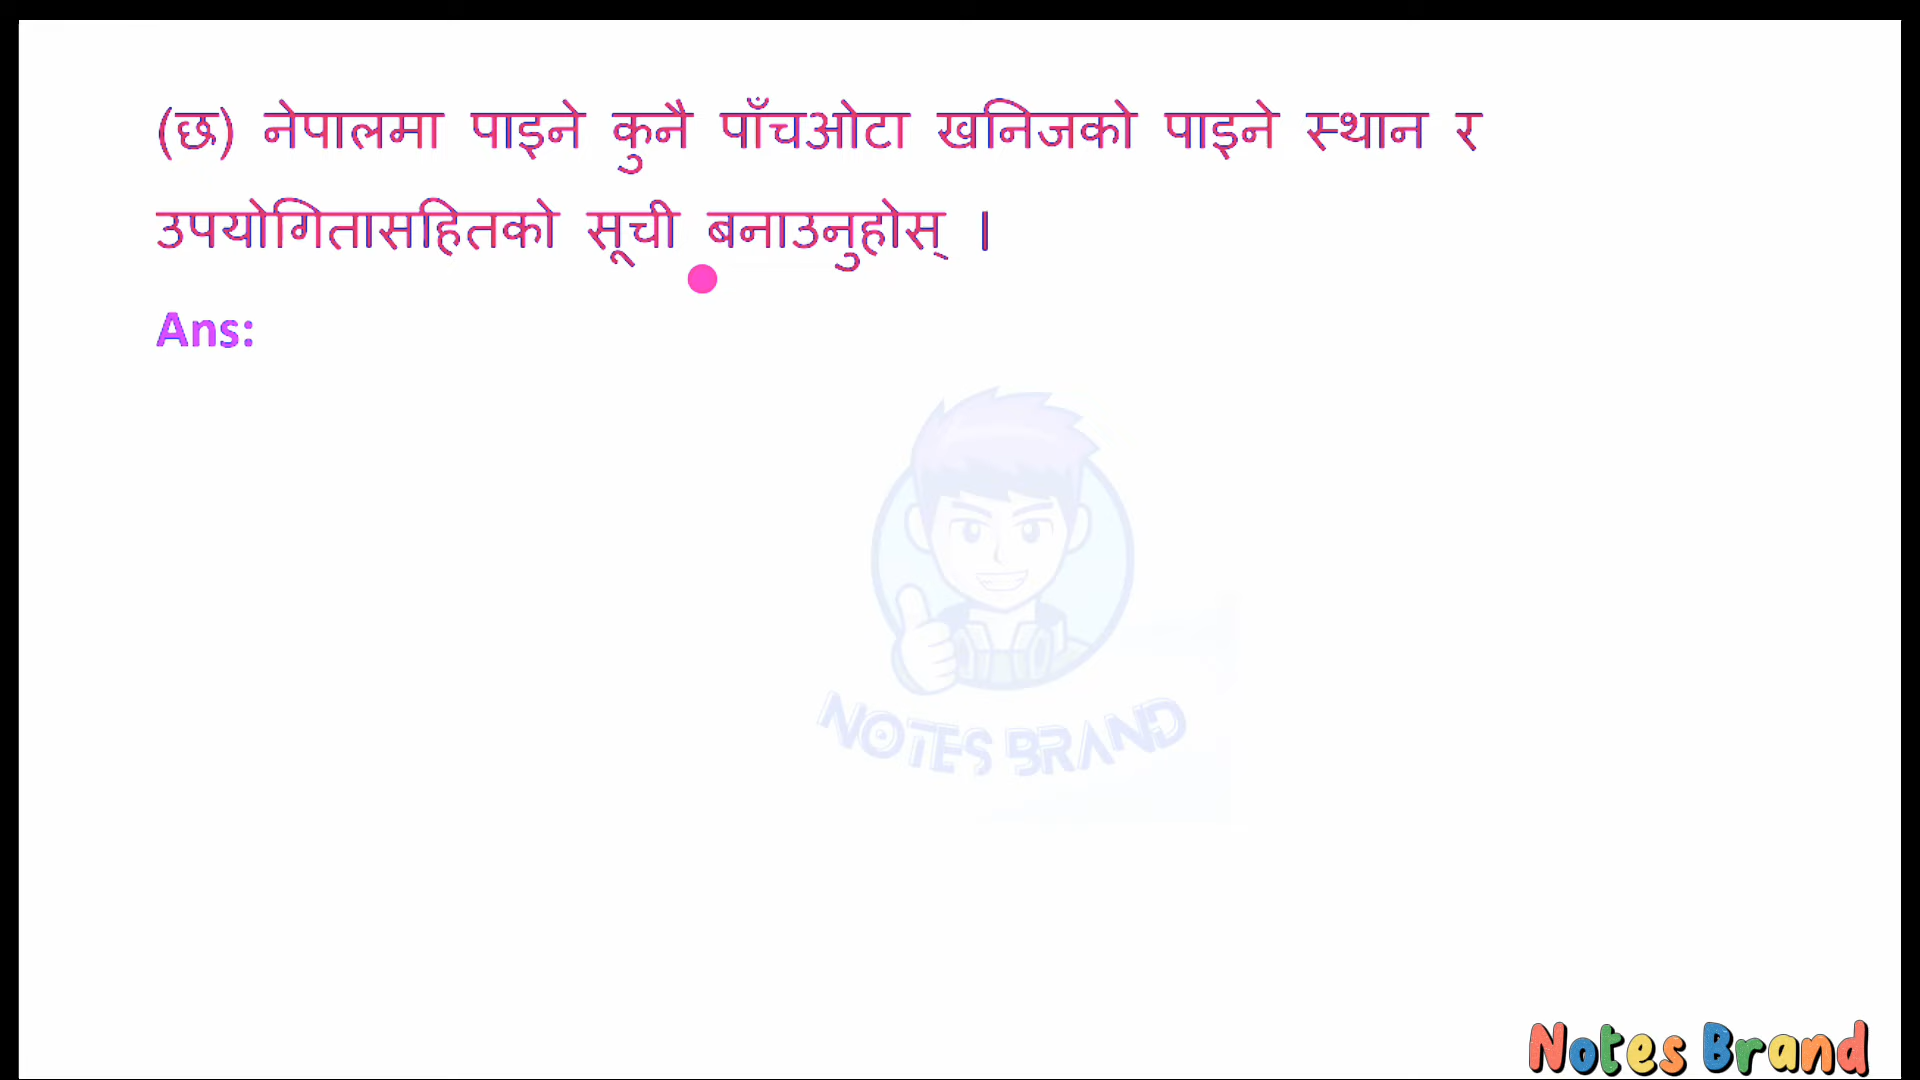 (छ) नेपालमा पाइने कुनै पाँचओटा खनिजको पाइने स्थान र
उपयोगितासहितको सूची बनाउनुहोस् ।
Ans:
NOTES BRAND
Notes Brand